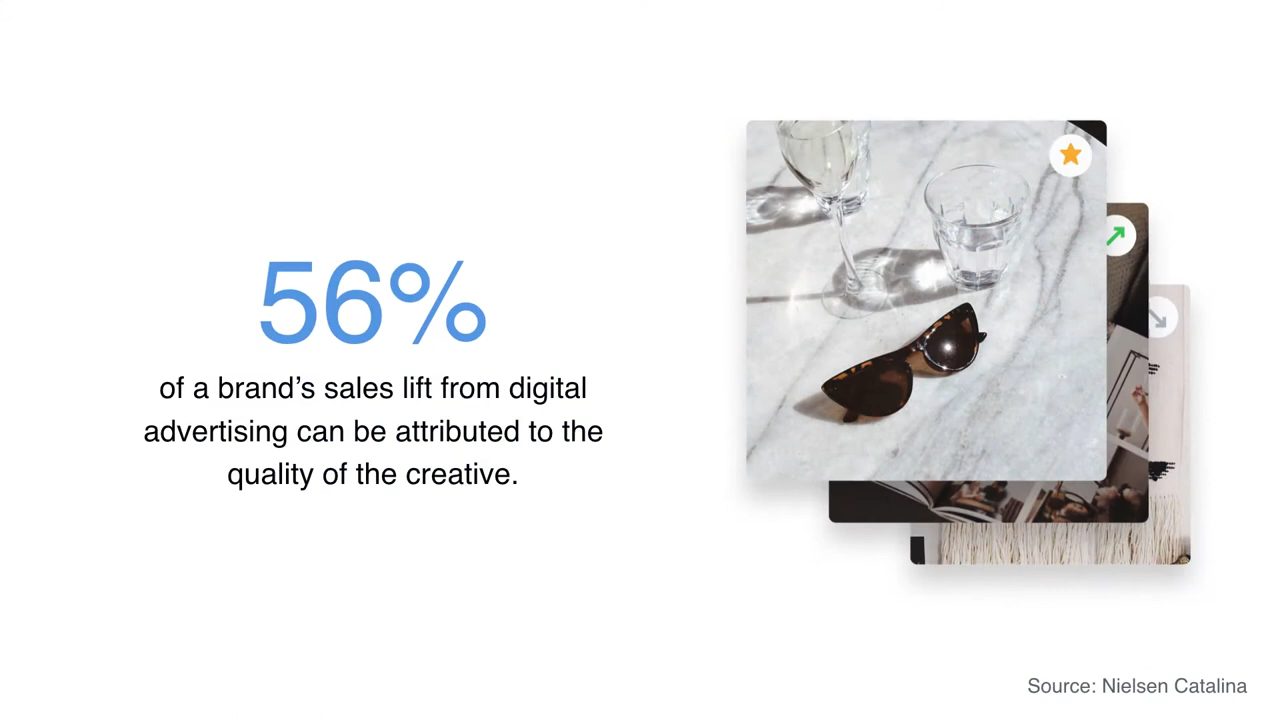 56%
of a brand’s sales lift from digital
advertising can be attributed to the
quality of the creative.
Source: Nielsen Catalina